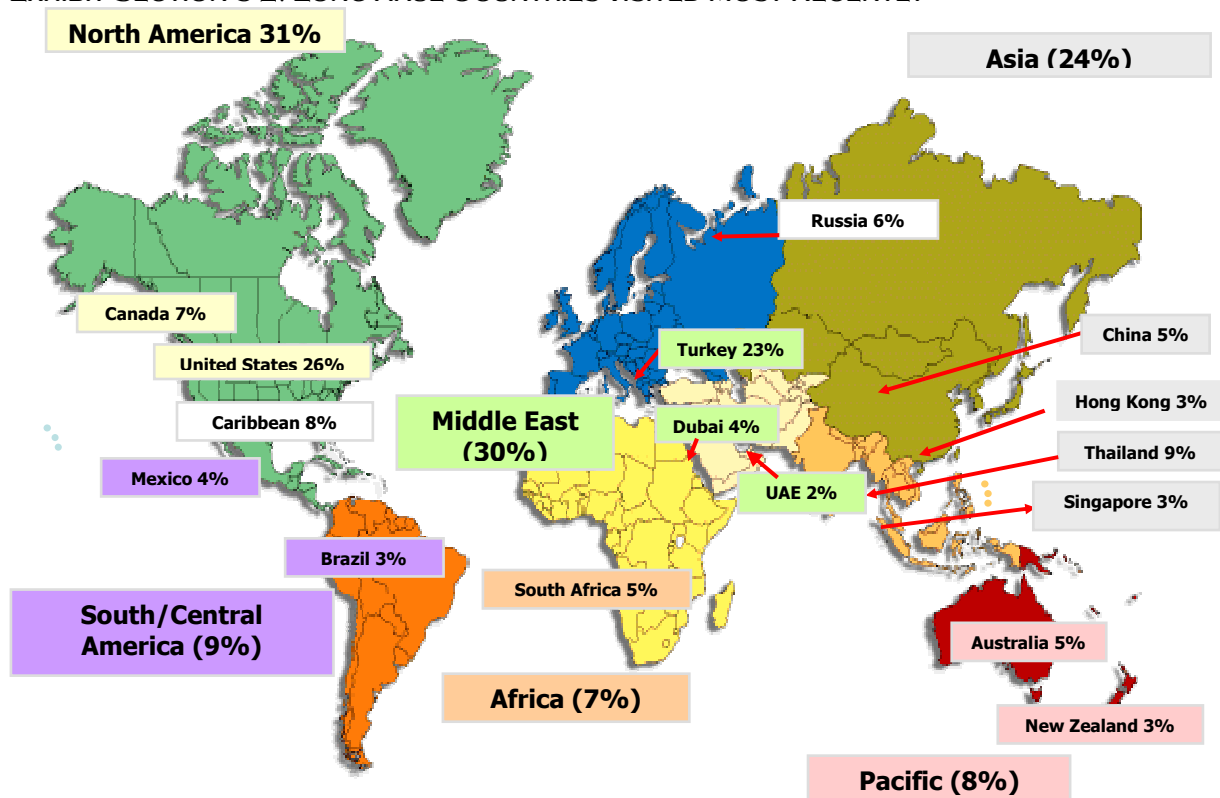 North America 31%
Asia (24%)
Russia 6%
Canada 7%
China 5%
Turkey 23%
United States 26%
Hong Kong 3%
Caribbean 8%
Middle East
(30%)
Dubai 4%
Thailand 9%
Mexico 4%
UAE 2%
Singapore 3%
Brazil 3%
South Africa 5%
South/Central
America (9%)
Australia 5%
Africa (7%)
New Zealand 3%
Pacific (8%)